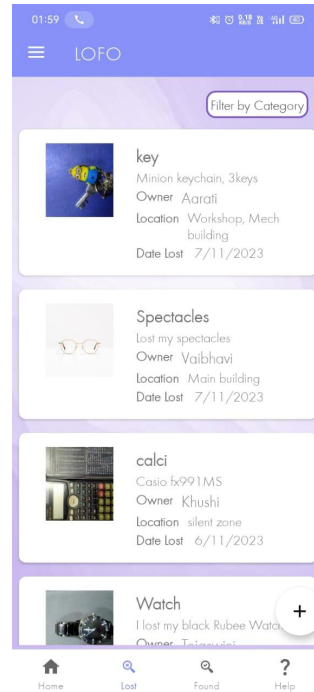 01:59
LOFO
Filter by Category
key
Minion keychain, 3keys
Owner Aarati
Location Workshop, Mech
building
Date Lost 7/11/2023
Spectacles
Lost my spectacles
Owner Vaibhavi
Location Main building
Date Lost 7/11/2023
calci
Casio fx991MS
Owner Khushi
Location silent zone
Date Lost 6/11/2023
Watch
I lost my black Rubee
+
Home
Lost
Found
?
Help